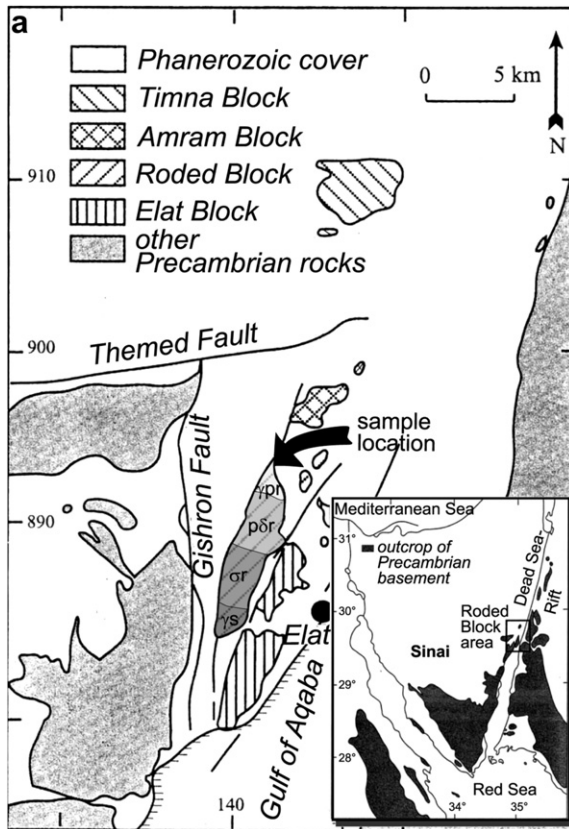 a
Phanerozoic cover
Timna Block
Amram Block
Roded Block
Elat Block
other
Precambrian rocks
0 5 km
N
910
900
890
140
Themed Fault
Gishron Fault
sample
location
γpr
pδr
σr
γs
Elat
Gulf of Aqaba
Mediterranean Sea
31°
outcrop of
Precambrian
basement
Dead Sea
Rift
30°
Roded
Block
area
Sinai
29°
28°
Red Sea
34° 35°